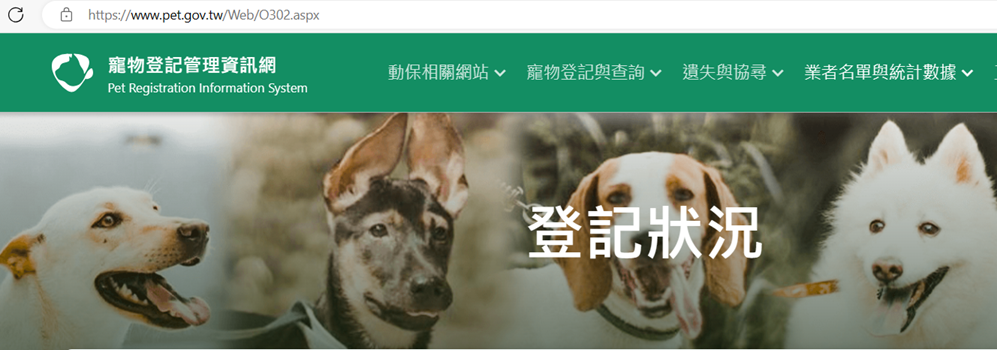 https://www.pet.gov.tw/Web/O302.aspx
寵物登記管理資訊網
Pet Registration Information System
動保相關網站 寵物登記與查詢 遺失與協尋 業者名單與統計數據
登記狀況